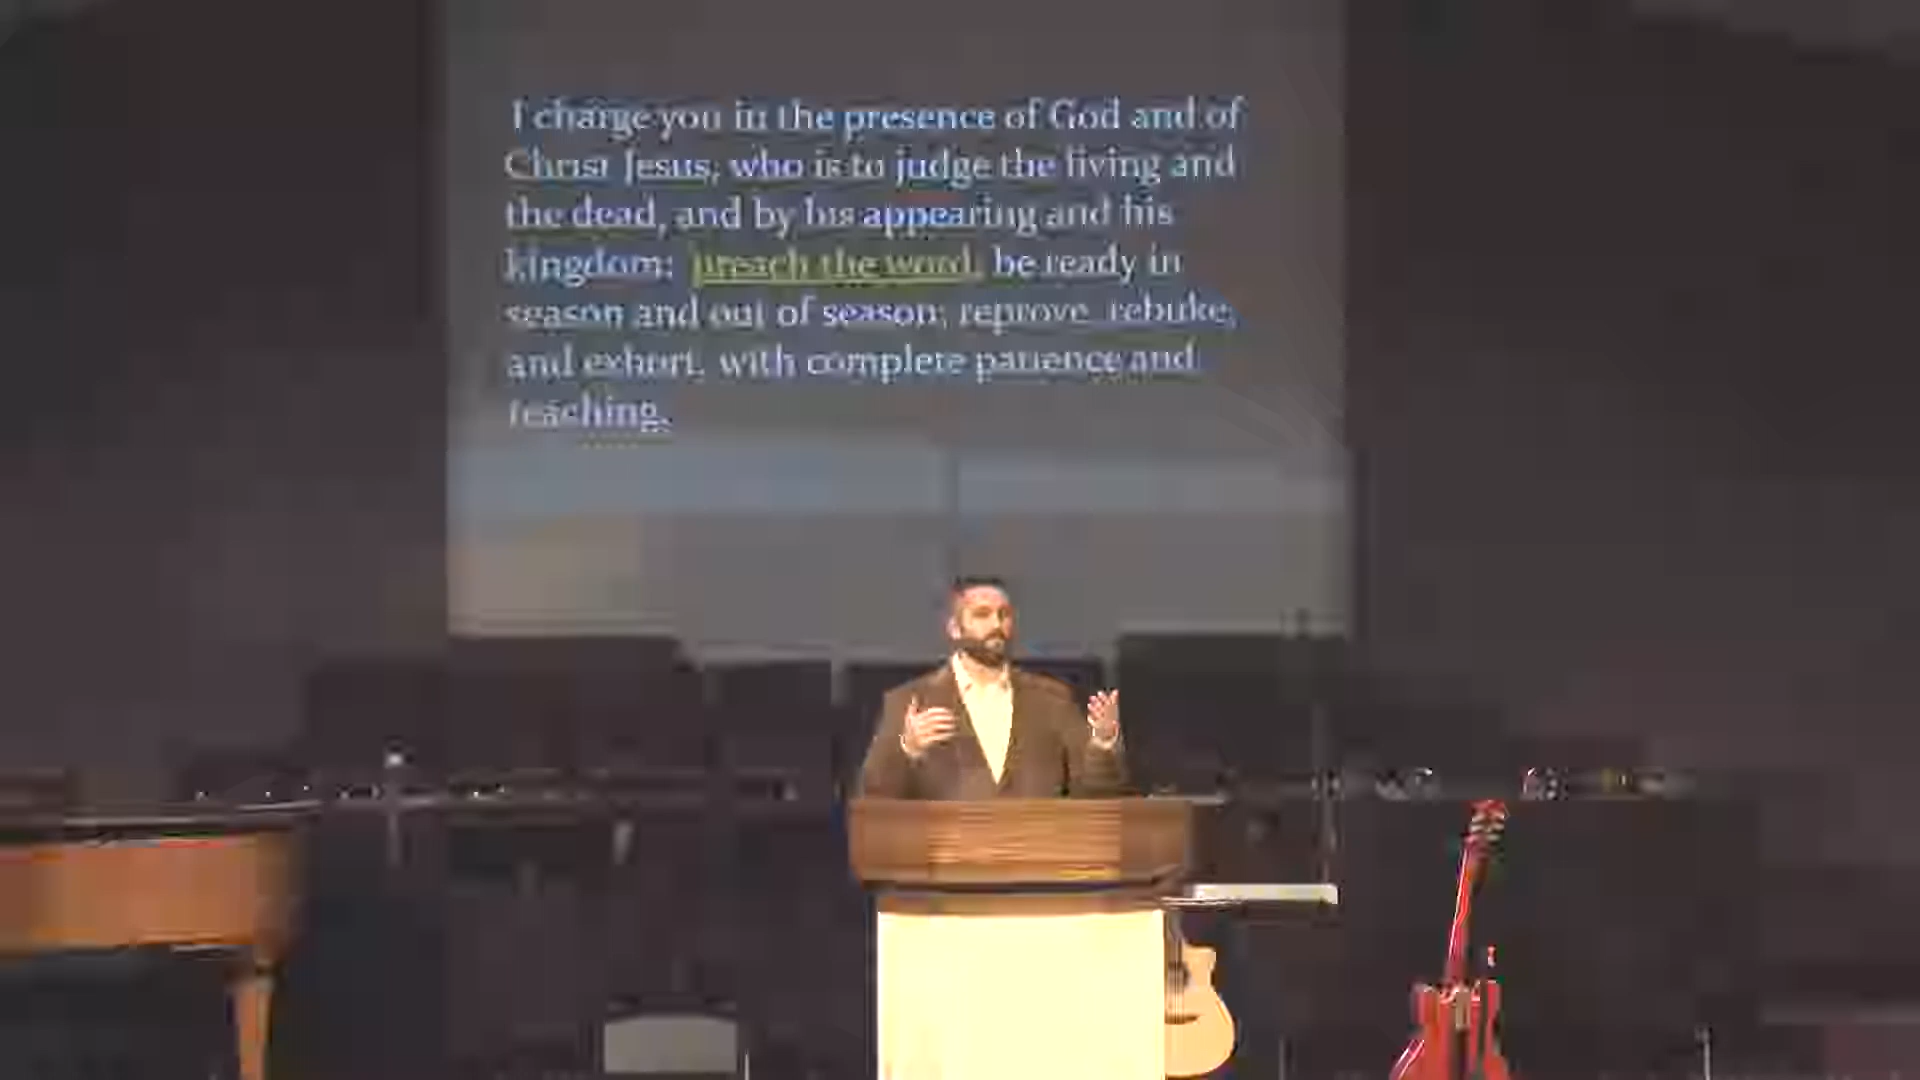 I charge you in the presence of God and of
Christ Jesus, who is to judge the living and
the dead, and by his appearing and his
kingdom: preach the word; be ready in
season and out of season; reprove, rebuke,
and exhort, with complete patience and
teaching.